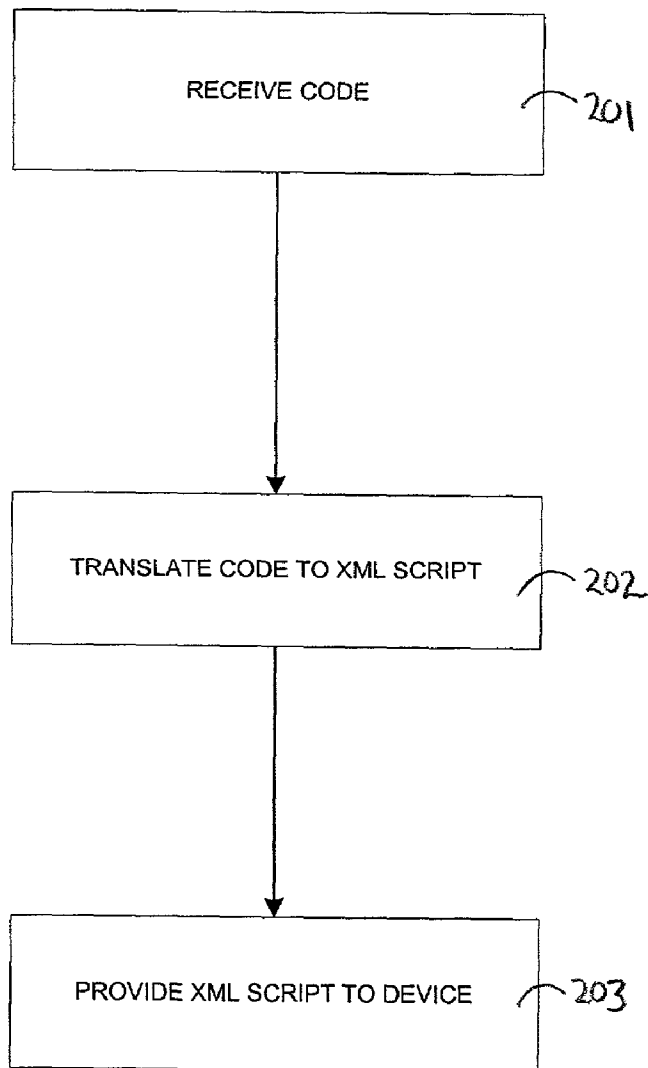 RECEIVE CODE
201
TRANSLATE CODE TO XML SCRIPT
202
PROVIDE XML SCRIPT TO DEVICE
203